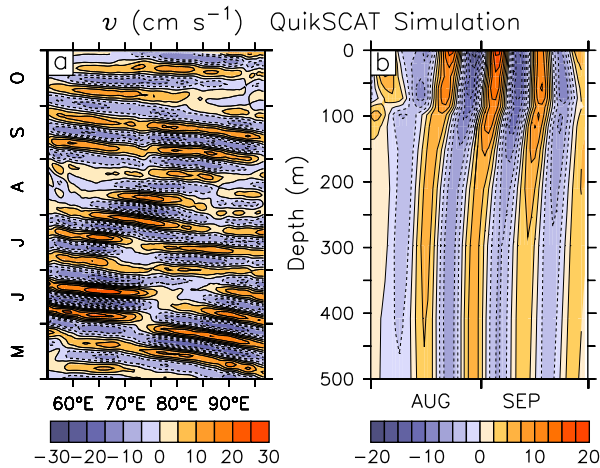 v (cm s⁻¹) QuikSCAT Simulation
a
b
O
S
A
J
J
M
60°E 70°E 80°E 90°E
-30 -20 -10 0 10 20 30
Depth (m)
0
100
200
300
400
500
AUG SEP
-20 -10 0 10 20